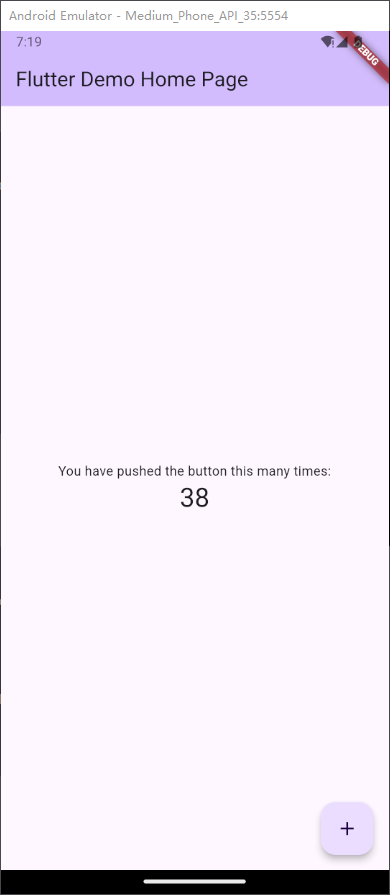 Android Emulator - Medium_Phone_API_35:5554
7:19
DEBUG
Flutter Demo Home Page
You have pushed the button this many times:
38
+